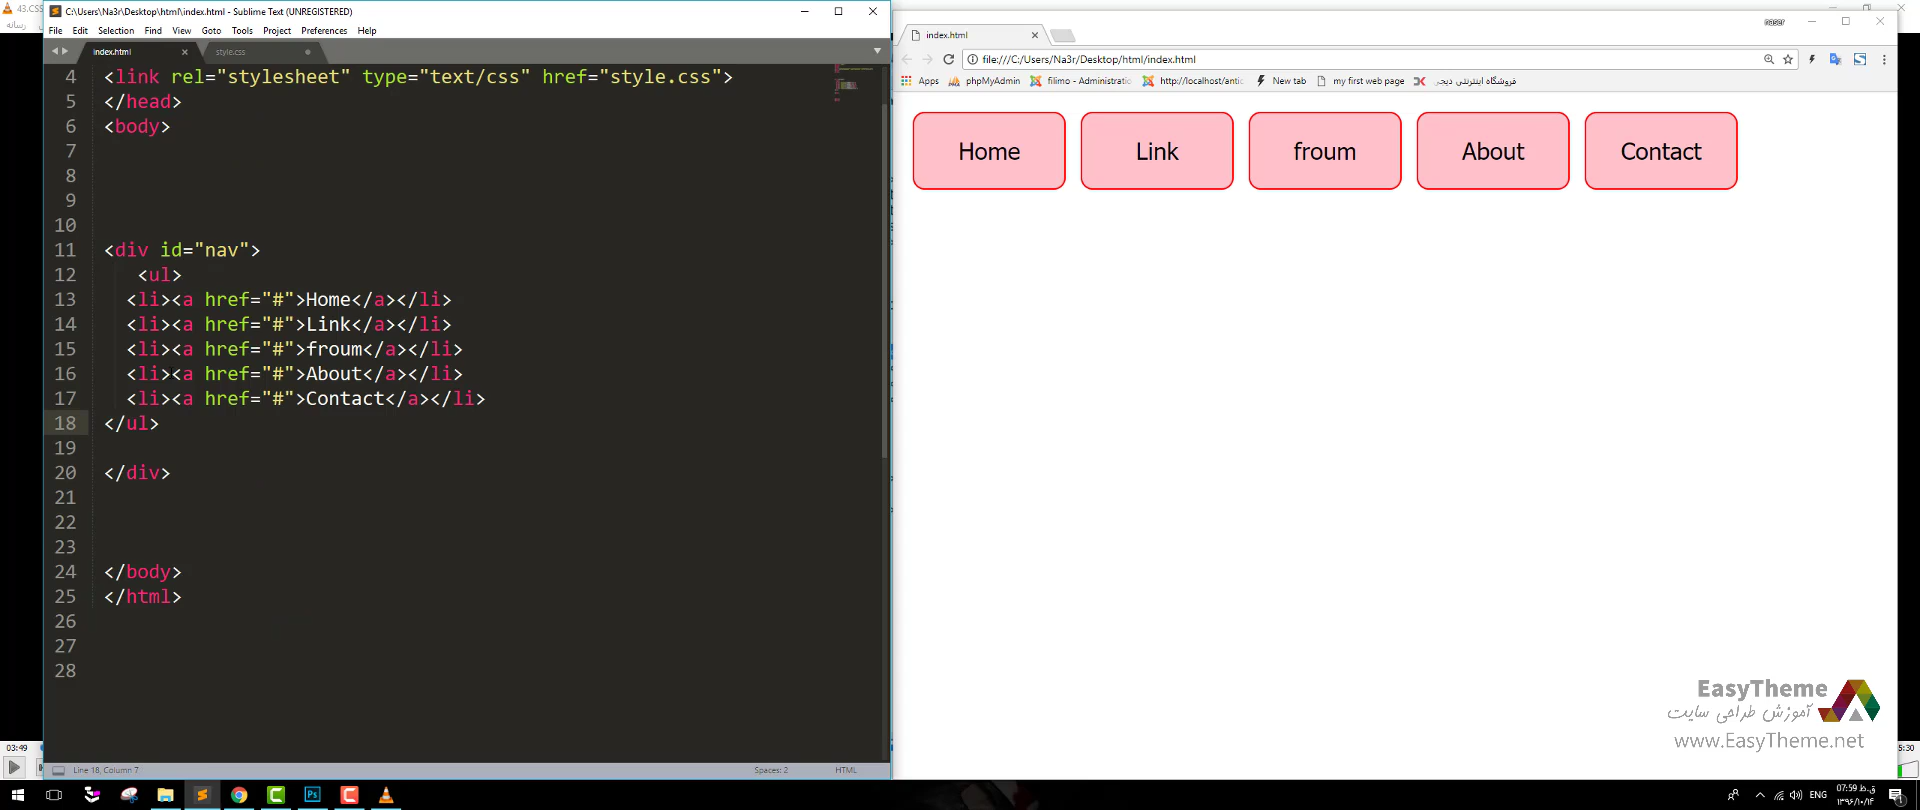 43.CSS
رسانه
C:\Users\Na3r\Desktop\html\index.html - Sublime Text (UNREGISTERED)
File Edit Selection Find View Goto Tools Project Preferences Help
index.html style.css
4 <link rel="stylesheet" type="text/css" href="style.css">
5 </head>
6 <body>
7
8
9
10
11 <div id="nav">
12 <ul>
13 <li><a href="#">Home</a></li>
14 <li><a href="#">Link</a></li>
15 <li><a href="#">froum</a></li>
16 <li><a href="#">About</a></li>
17 <li><a href="#">Contact</a></li>
18 </ul>
19
20 </div>
21
22
23
24 </body>
25 </html>
26
27
28
Line 18, Column 7 Spaces: 2 HTML
naser
index.html
file:///C:/Users/Na3r/Desktop/html/index.html
Apps phpMyAdmin filimo - Administratio http://localhost/antic New tab my first web page فروشگاه اینترنتی دیجی
Home Link froum About Contact
EasyTheme
آموزش طراحی سایت
www.EasyTheme.net
03:49
5:30
ENG
07:59 ق.ظ
۱۳۹۶/۱۰/۱۴